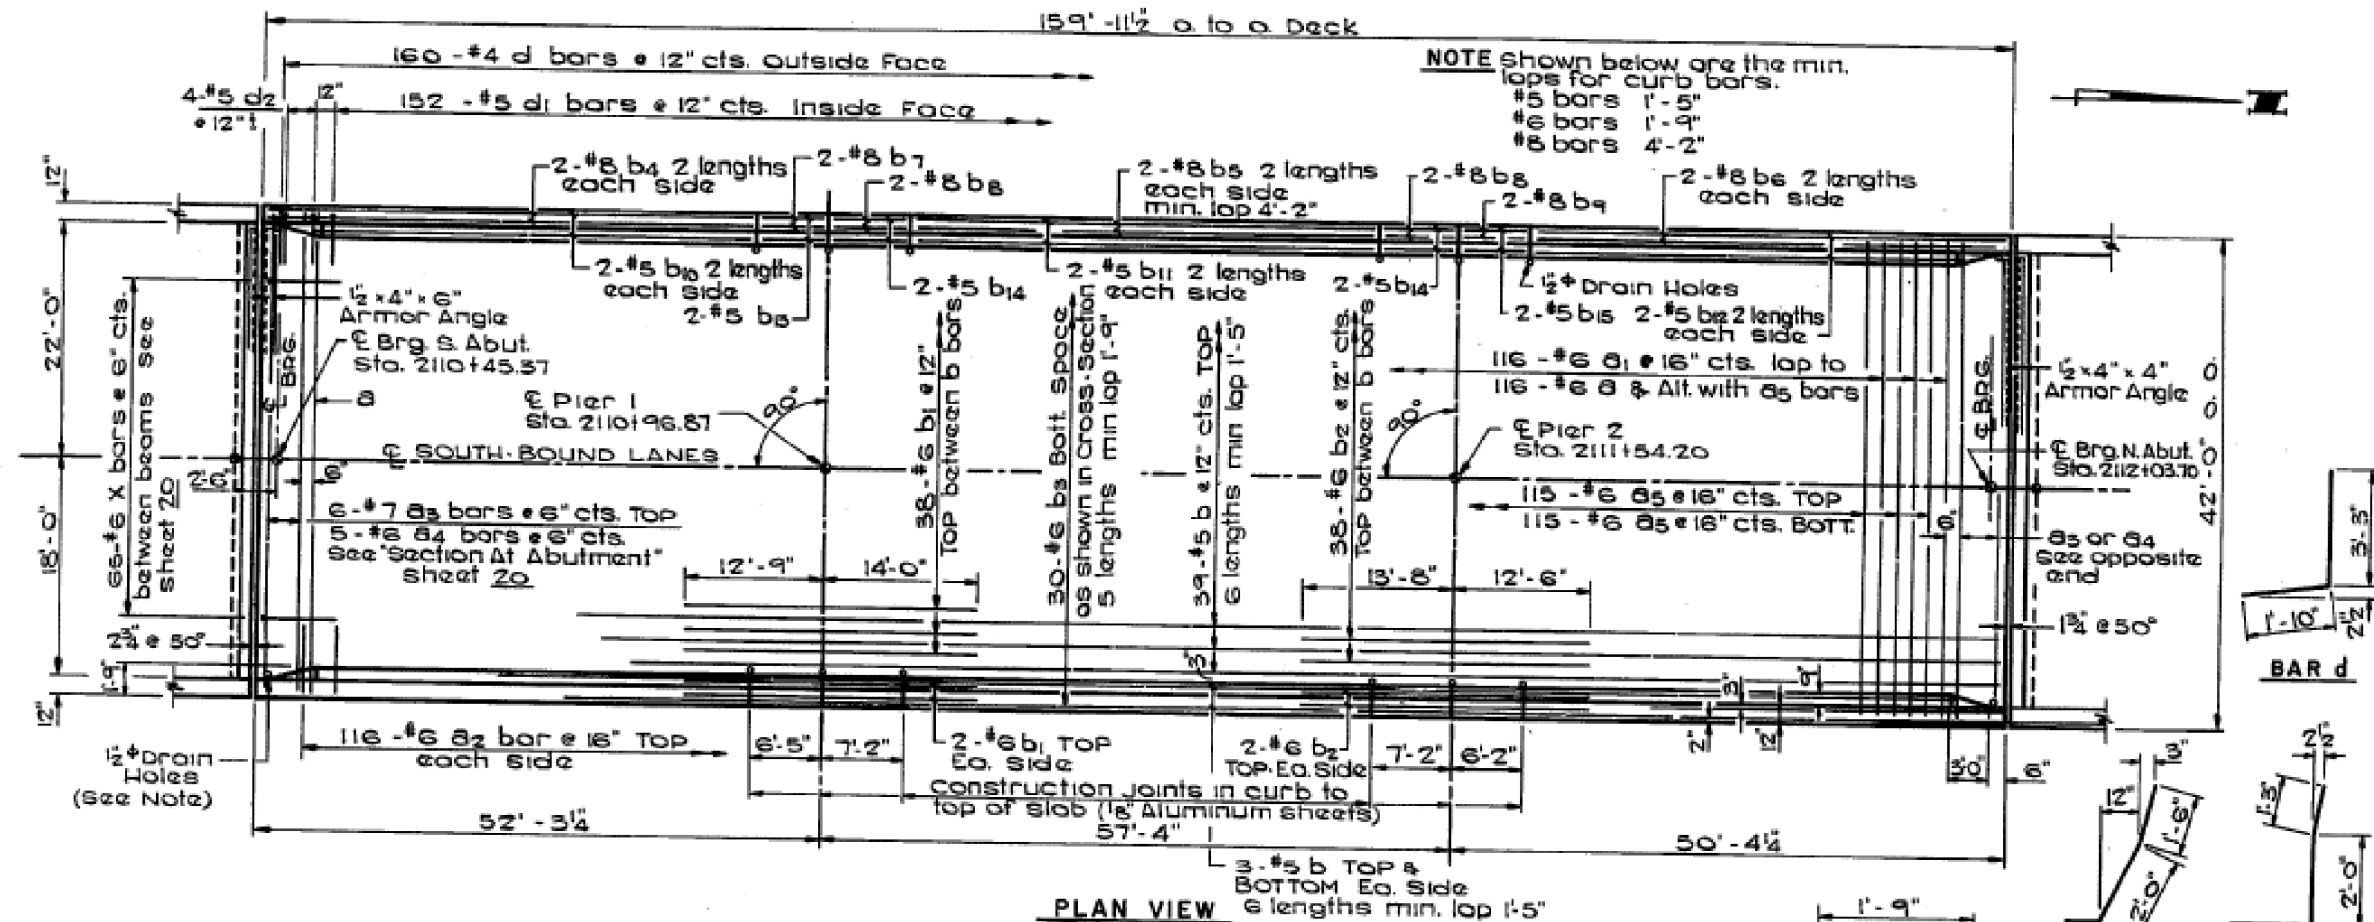 159'-11½" o. to o. Deck
160 -#4 d bars @ 12" cts. Outside Face
NOTE Shown below are the min.
laps for curb bars.
#5 bars 1'-5"
#6 bars 1'-9"
#8 bars 4'-2"
4-#5 d2
@ 12"±
12"
152 -#5 d1 bars @ 12" cts. Inside Face
12"
2-#8 b4 2 lengths
each side
2-#8 b7
2-#8 b8
2-#8 b5 2 lengths
each side
min. lap 4'-2"
2-#8 b8
2-#8 b9
2-#8 b6 2 lengths
each side
22'-0"
18'-0"
65-#6 X bars @ 6" cts.
between beams See
sheet 20
2-#5 b10 2 lengths
each side
2-#5 b13
2-#5 b14
2-#5 b11 2 lengths
each side
2-#5 b14
1½"φ Drain Holes
2-#5 b15 2-#5 b12 2 lengths
each side
½ x 4" x 6"
Armor Angle
℄ Brg. S. Abut.
Sta. 2110+45.37
℄ BRG.
a
℄ Pier 1
Sta. 2110+96.87
90°
℄ SOUTH-BOUND LANES
38-#6 b1 @ 12"
TOP between b bars
30-#6 b3 Bott. Space
as shown in Cross-Section
5 lengths min lap 1'-9"
39-#5 b @ 12" cts. TOP
6 lengths min lap 1'-5"
38-#6 b2 @ 12" cts.
TOP between b bars
116 -#6 a1 @ 16" cts. lap to
116 -#6 a & Alt. with a5 bars
90°
℄ Pier 2
Sta. 2111+54.20
℄ BRG.
½ x 4" x 4"
Armor Angle
℄ Brg. N. Abut.
Sta. 2112+03.70
42'-0"
2'-6"
6"
6-#7 a3 bars @ 6" cts. TOP
5-#6 a4 bars @ 6" cts.
See "Section At Abutment"
Sheet 20
115 -#6 a5 @ 16" cts. TOP
115 -#6 a5 @ 16" cts. BOTT.
6"
a3 or a4
See opposite
end
12'-9"
14'-0"
13'-8"
12'-6"
3'-3"
1'-10"
2½"
BAR d
2¾ @ 50°
1¾ @ 50°
1'-9"
12"
3"
3"
9"
2"
12"
1½"φ Drain
Holes
(See Note)
116 -#6 a2 bar @ 16" TOP
each side
6'-5"
7'-2"
2-#6 b1 TOP
Ea. Side
2-#6 b2
TOP-Ea. Side
7'-2"
6'-2"
3'-0"
6"
Construction joints in curb to
top of slab (⅛" Aluminum sheets)
52'-3¼"
57'-4"
50'-4¼"
3-#5 b TOP &
BOTTOM Ea. Side
6 lengths min. lap 1'-5"
PLAN VIEW
12"
3"
1'-6"
2'-0"
2½"
1'-3"
2'-0"
1'-9"